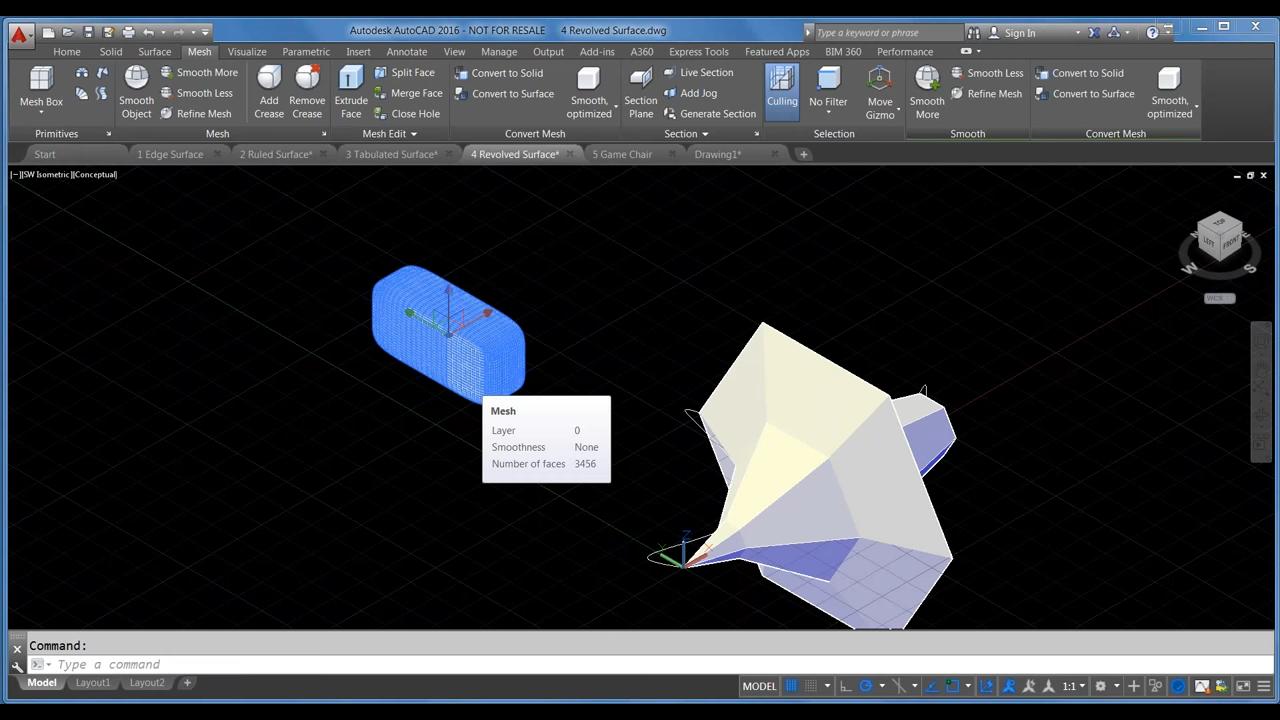 Autodesk AutoCAD 2016 - NOT FOR RESALE    4 Revolved Surface.dwg
Type a keyword or phrase
Sign In
Home Solid Surface Mesh Visualize Parametric Insert Annotate View Manage Output Add-ins A360 Express Tools Featured Apps BIM 360 Performance
Mesh Box
Smooth Object
Smooth More
Smooth Less
Refine Mesh
Add Crease
Remove Crease
Extrude Face
Split Face
Merge Face
Close Hole
Convert to Solid
Convert to Surface
Smooth, optimized
Section Plane
Live Section
Add Jog
Generate Section
Culling
No Filter
Move Gizmo
Smooth More
Smooth Less
Refine Mesh
Convert to Solid
Convert to Surface
Smooth, optimized
Primitives Mesh Mesh Edit Convert Mesh Section Selection Smooth Convert Mesh
Start 1 Edge Surface 2 Ruled Surface* 3 Tabulated Surface* 4 Revolved Surface* 5 Game Chair Drawing1*
[−][SW Isometric][Conceptual]
TOP
LEFT FRONT
W S
WCS
Mesh
Layer 0
Smoothness None
Number of faces 3456
Z
X
Command:
Type a command
Model Layout1 Layout2
MODEL 1:1